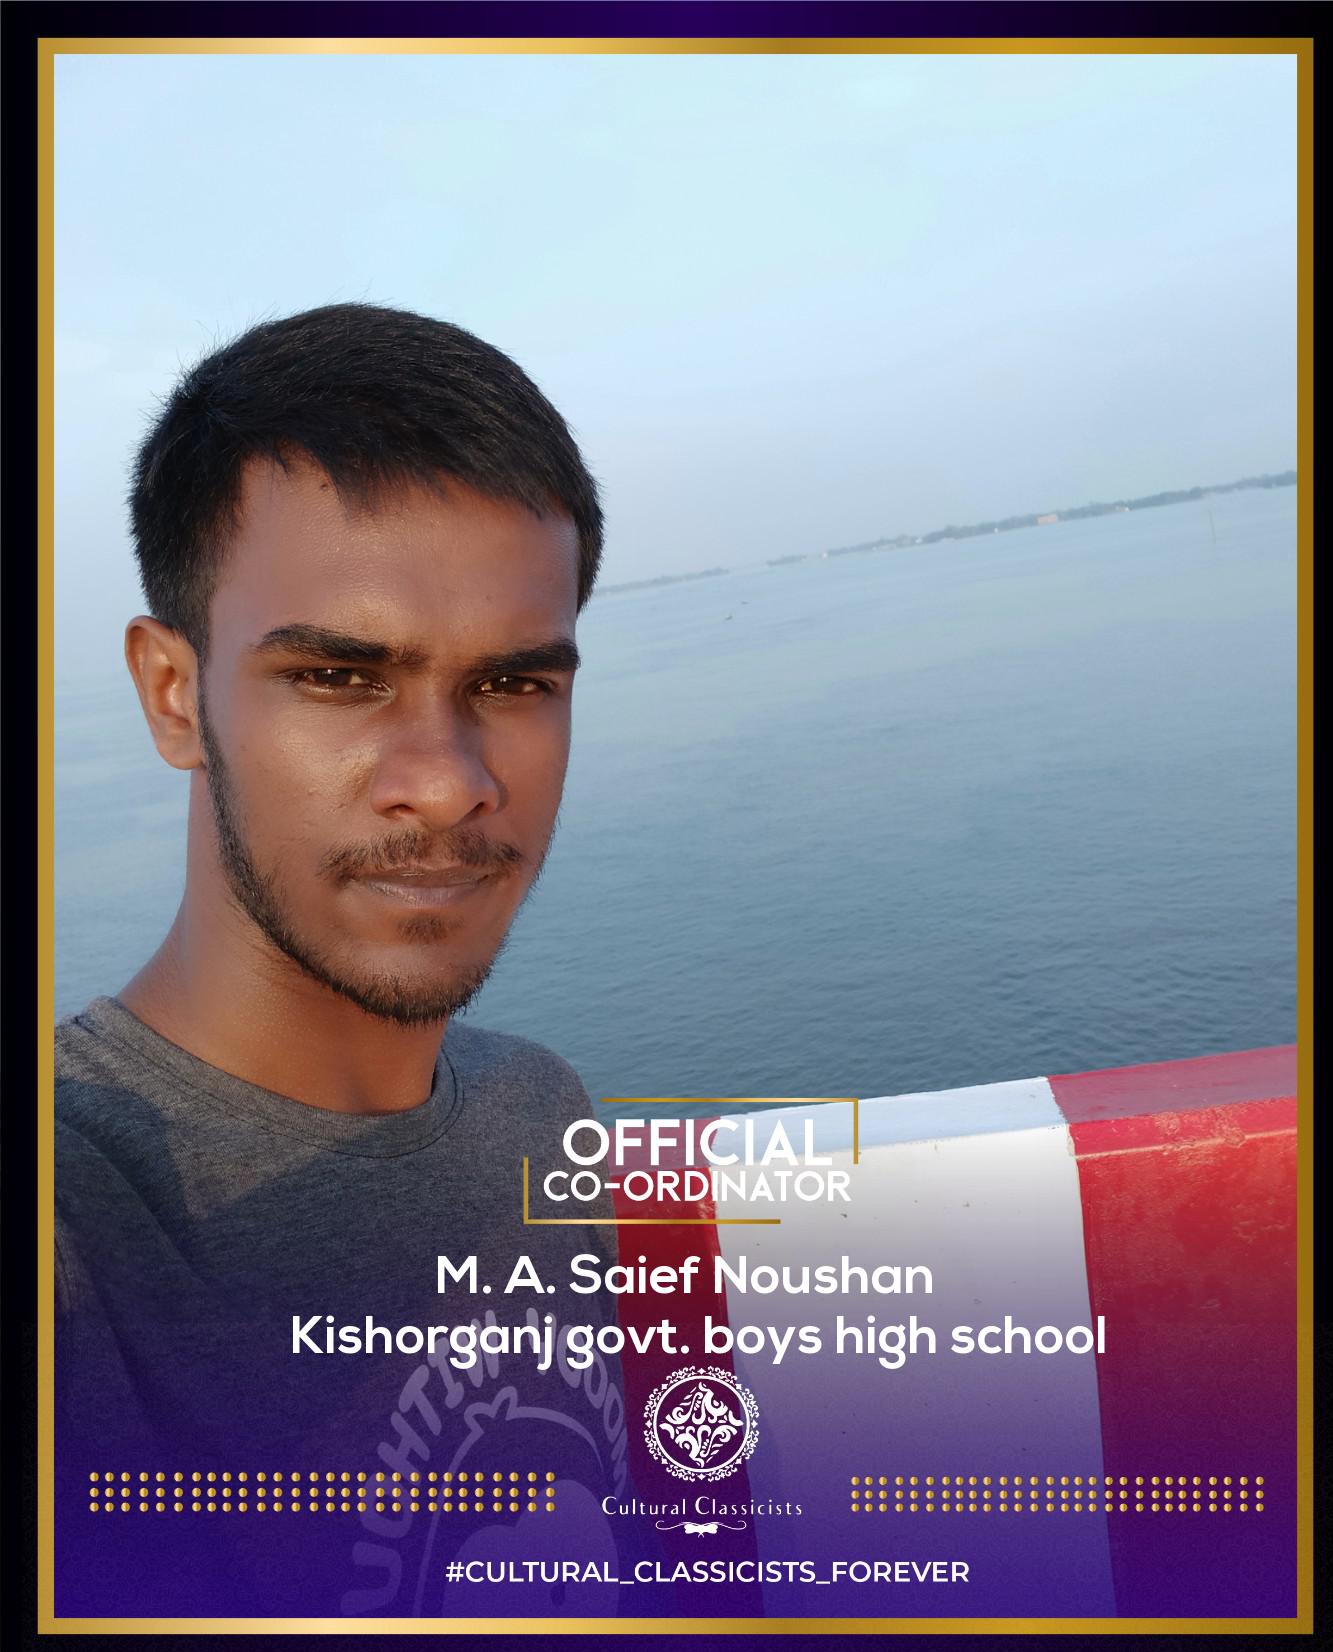 OFFICIAL
CO-ORDINATOR
M. A. Saief Noushan
Kishorganj govt. boys high school
Cultural Classicists
#CULTURAL_CLASSICISTS_FOREVER